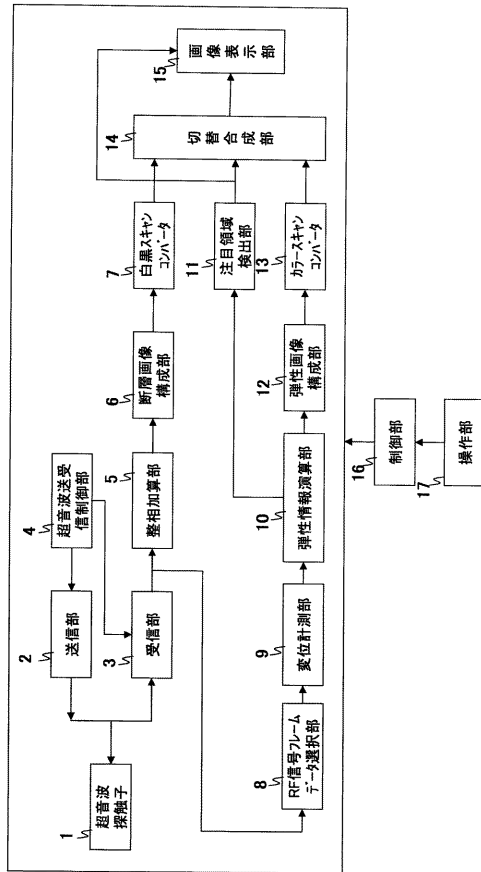 1
超音波
探触子
2
送信部
3
受信部
4
超音波送受
信制御部
5
整相加算部
6
断層画像
構成部
7
白黒スキャン
コンバータ
8
RF信号フレーム
データ選択部
9
変位計測部
10
弾性情報演算部
11
注目領域
検出部
12
弾性画像
構成部
13
カラースキャン
コンバータ
14
切替合成部
15
画像表示部
16
制御部
17
操作部